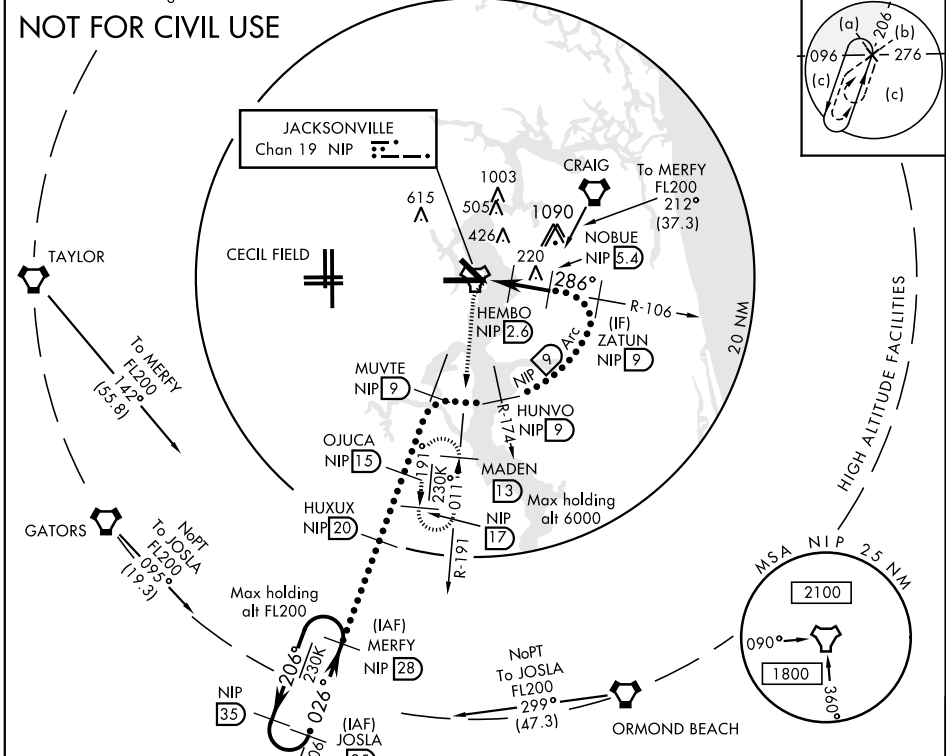 NOT FOR CIVIL USE
JACKSONVILLE
Chan 19 NIP
(a)
206
(b)
096
276
(c)
(c)
CRAIG
To MERFY
FL200
212°
(37.3)
615
1003
505
426
1090
220
NOBUE
NIP 5.4
TAYLOR
CECIL FIELD
286°
R-106
HEMBO
NIP 2.6
(IF)
ZATUN
NIP 9
20 NM
HIGH ALTITUDE FACILITIES
To MERFY
FL200
142°
(55.8)
MUVTE
NIP 9
NIP 9 Arc
HUNVO
NIP 9
R-174
OJUCA
NIP 15
191°
230K
011°
MADEN
13
Max holding
alt 6000
HUXUX
NIP 20
NIP
17
R-191
GATORS
NoPT
To JOSLA
FL200
095°
(19.3)
Max holding
alt FL200
(IAF)
MERFY
NIP 28
206°
230K
026°
NIP
35
(IAF)
JOSLA
NoPT
To JOSLA
FL200
299°
(47.3)
ORMOND BEACH
MSA NIP 25 NM
2100
090°
1800
360°